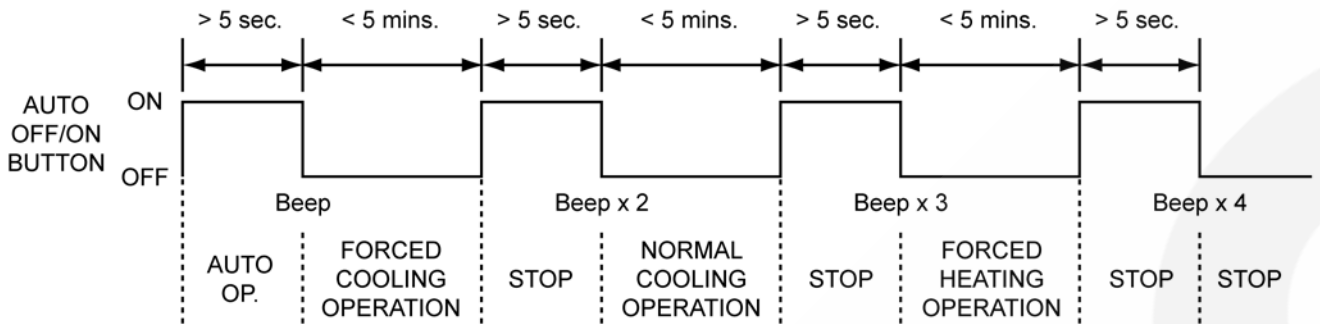 > 5 sec. < 5 mins. > 5 sec. < 5 mins. > 5 sec. < 5 mins. > 5 sec.
AUTO
OFF/ON
BUTTON
ON
OFF
Beep Beep x 2 Beep x 3 Beep x 4
AUTO
OP.
FORCED
COOLING
OPERATION
STOP
NORMAL
COOLING
OPERATION
STOP
FORCED
HEATING
OPERATION
STOP
STOP